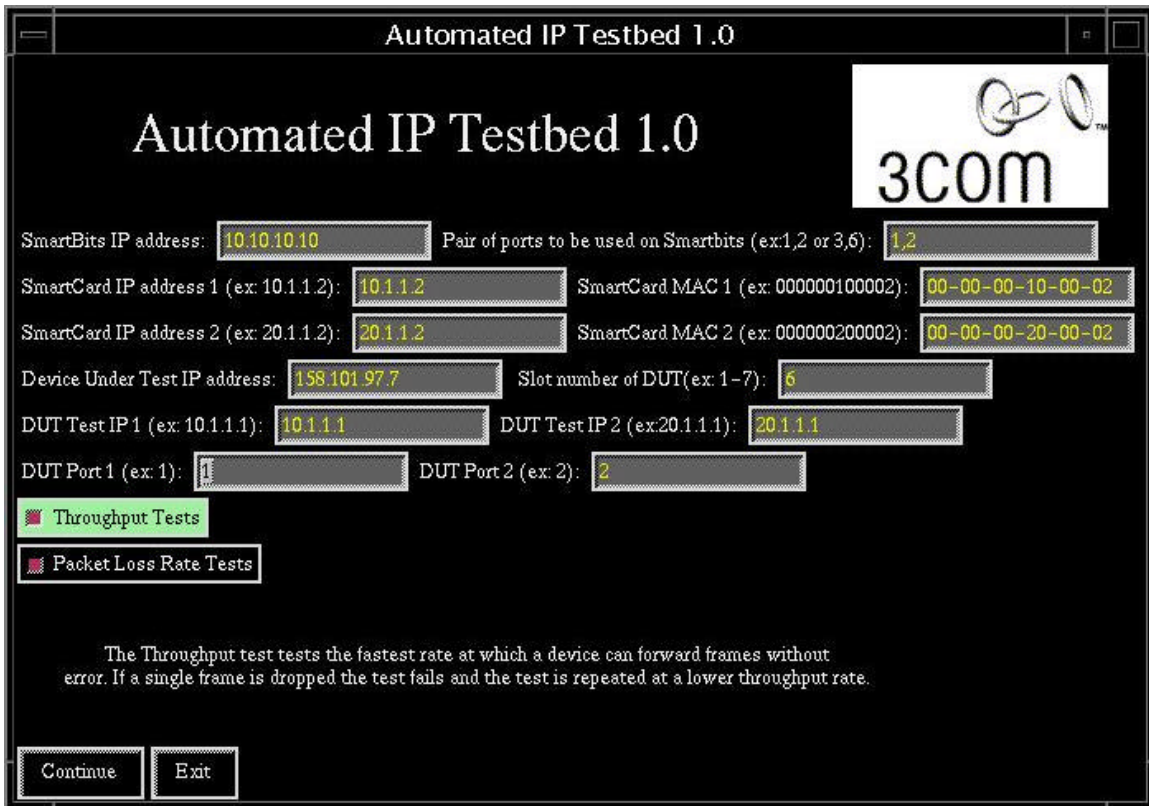 Automated IP Testbed 1.0
Automated IP Testbed 1.0
3COM
TM
SmartBits IP address: 10.10.10.10 Pair of ports to be used on Smartbits (ex:1,2 or 3,6): 1,2
SmartCard IP address 1 (ex: 10.1.1.2): 10.1.1.2 SmartCard MAC 1 (ex: 000000100002): 00-00-00-10-00-02
SmartCard IP address 2 (ex: 20.1.1.2): 20.1.1.2 SmartCard MAC 2 (ex: 000000200002): 00-00-00-20-00-02
Device Under Test IP address: 158.101.97.7 Slot number of DUT(ex: 1-7): 6
DUT Test IP 1 (ex: 10.1.1.1): 10.1.1.1 DUT Test IP 2 (ex:20.1.1.1): 20.1.1.1
DUT Port 1 (ex: 1): 1 DUT Port 2 (ex: 2): 2
Throughput Tests
Packet Loss Rate Tests
The Throughput test tests the fastest rate at which a device can forward frames without
error. If a single frame is dropped the test fails and the test is repeated at a lower throughput rate.
Continue Exit